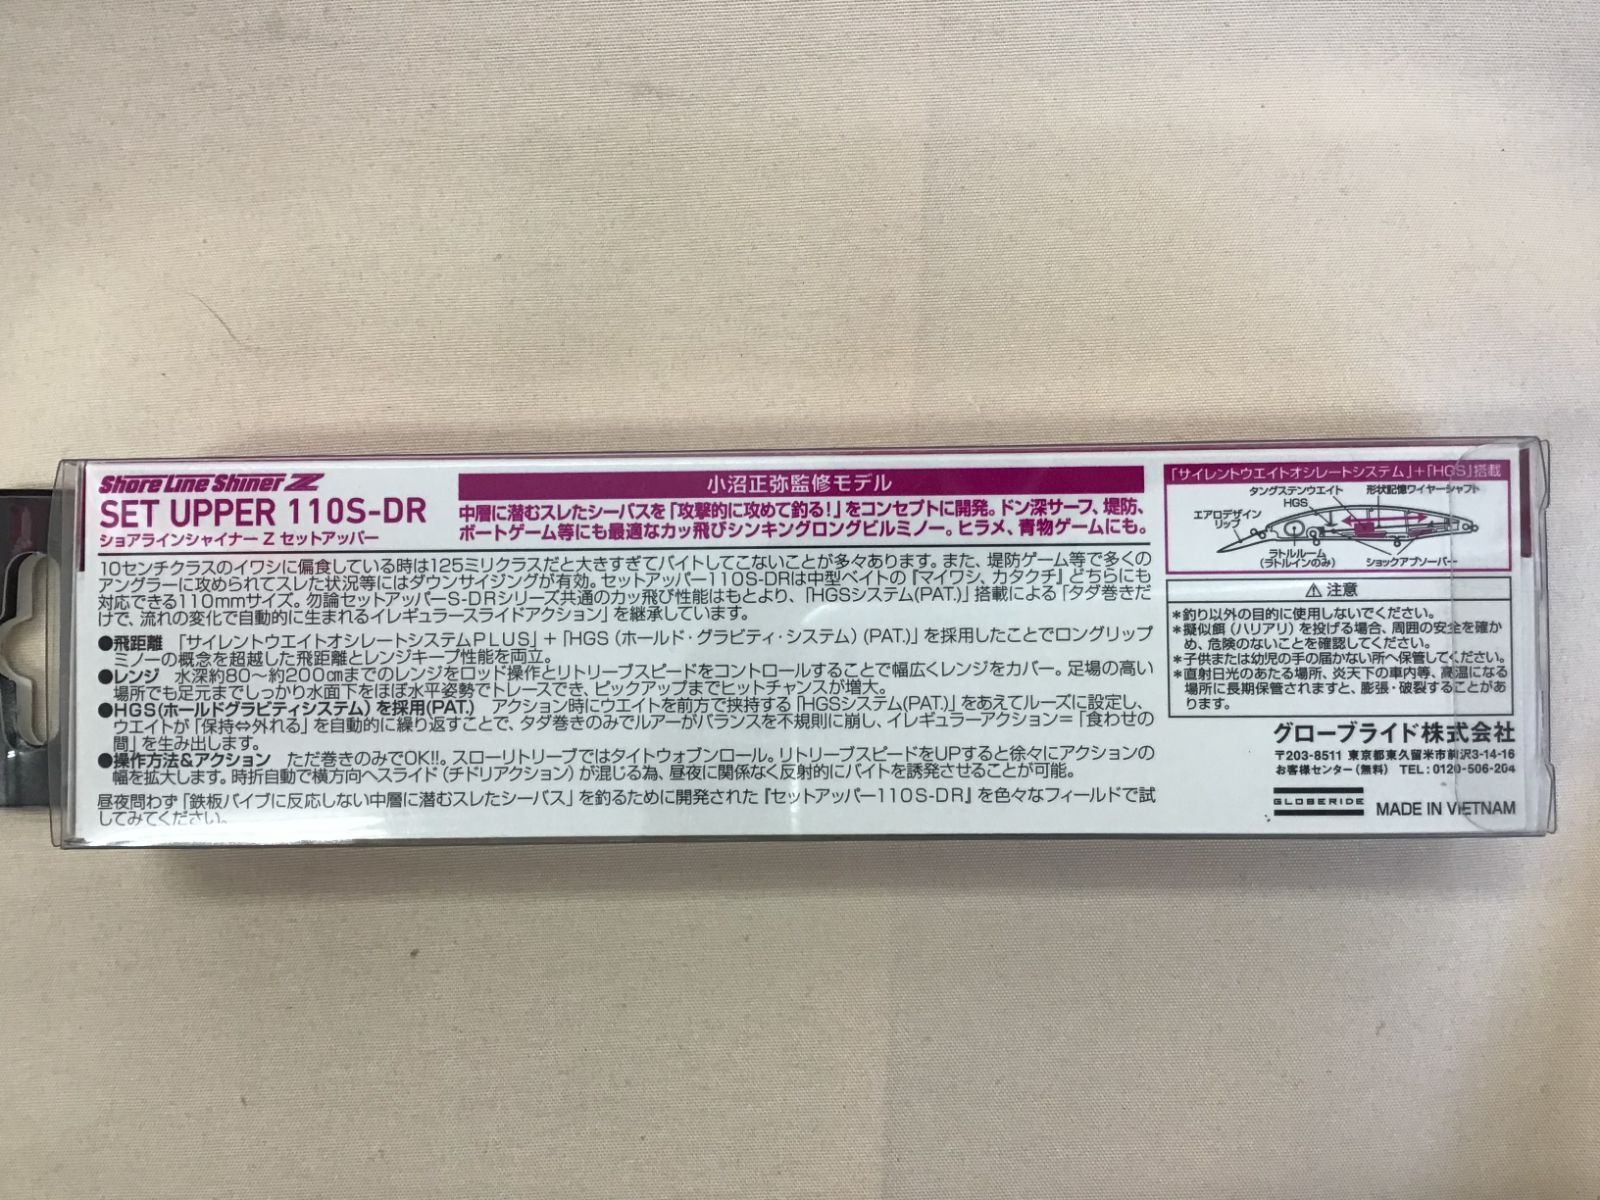 Shore Line Shiner Z
SET UPPER 110S-DR
ショアラインシャイナー Z セットアッパー
小沼正弥監修モデル
中層に潜むスレたシーバスを「攻撃的に攻めて釣る!」をコンセプトに開発。ドン深サーフ、堤防、
ボートゲーム等にも最適なカッ飛びシンキングロングビルミノー。ヒラメ、青物ゲームにも。
10センチクラスのイワシに偏食している時は125ミリクラスだと大きすぎてバイトしてこないことが多々あります。また、堤防ゲーム等で多くの
アングラーに攻められてスレた状況等にはダウンサイジングが有効。セットアッパー110S-DRは中型ベイトの『マイワシ、カタクチ』どちらにも
対応できる110mmサイズ。勿論セットアッパーS-DRシリーズ共通のカッ飛び性能はもとより、「HGSシステム(PAT.)」搭載による「タダ巻きだ
けで、流れの変化で自動的に生まれるイレギュラースライドアクション」を継承しています。
●飛距離 「サイレントウエイトオシレートシステムPLUS」+「HGS(ホールド・グラビティ・システム)(PAT.)」を採用したことでロングリップ
ミノーの概念を超越した飛距離とレンジキープ性能を両立。
●レンジ 水深約80〜約200cmまでのレンジをロッド操作とリトリーブスピードをコントロールすることで幅広くレンジをカバー。足場の高い
場所でも足元までしっかり水面下をほぼ水平姿勢でトレースでき、ピックアップまでヒットチャンスが増大。
●HGS(ホールドグラビティシステム)を採用(PAT.) アクション時にウエイトを前方で挟持する「HGSシステム(PAT.)」をあえてルーズに設定し、
ウエイトが「保持⇔外れる」を自動的に繰り返すことで、タダ巻きのみでルアーがバランスを不規則に崩し、イレギュラーアクション=「食わせの
間」を生み出します。
●操作方法&アクション ただ巻きのみでOK!!。スローリトリーブではタイトウォブンロール。リトリーブスピードをUPすると徐々にアクションの
幅を拡大します。時折自動で横方向へスライド(チドリアクション)が混じる為、昼夜に関係なく反射的にバイトを誘発させることが可能。
昼夜問わず「鉄板バイブに反応しない中層に潜むスレたシーバス」を釣るために開発された『セットアッパー110S-DR』を色々なフィールドで試
してみてください。
「サイレントウエイトオシレートシステム」+「HGS」搭載
タングステンウエイト
形状記憶ワイヤーシャフト
HGS
エアロデザイン
リップ
ラトルルーム
(ラトルインのみ)
ショックアブソーバー
⚠注意
*釣り以外の目的に使用しないでください。
*擬似餌(ハリアリ)を投げる場合、周囲の安全を確か
め、危険のないことを確認してください。
*子供または幼児の手の届かない所へ保管してください。
*直射日光のあたる場所、炎天下の車内等、高温になる
場所に長期保管されますと、膨張・破裂することがあ
ります。
グローブライド株式会社
〒203-8511 東京都東久留米市前沢3-14-16
お客様センター(無料) TEL:0120-506-204
GLOBERIDE
MADE IN VIETNAM